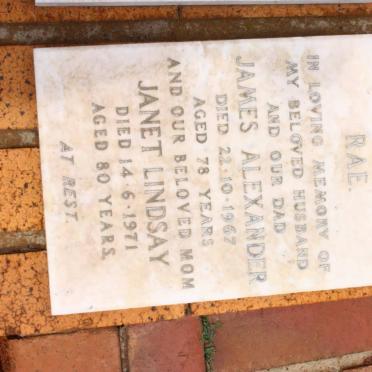 RAE.
IN LOVING MEMORY OF
MY BELOVED HUSBAND
AND OUR DAD
JAMES ALEXANDER
DIED 22.10.1967
AGED 78 YEARS
AND OUR BELOVED MOM
JANET LINDSAY
DIED 14.6.1971
AGED 80 YEARS.
AT REST.